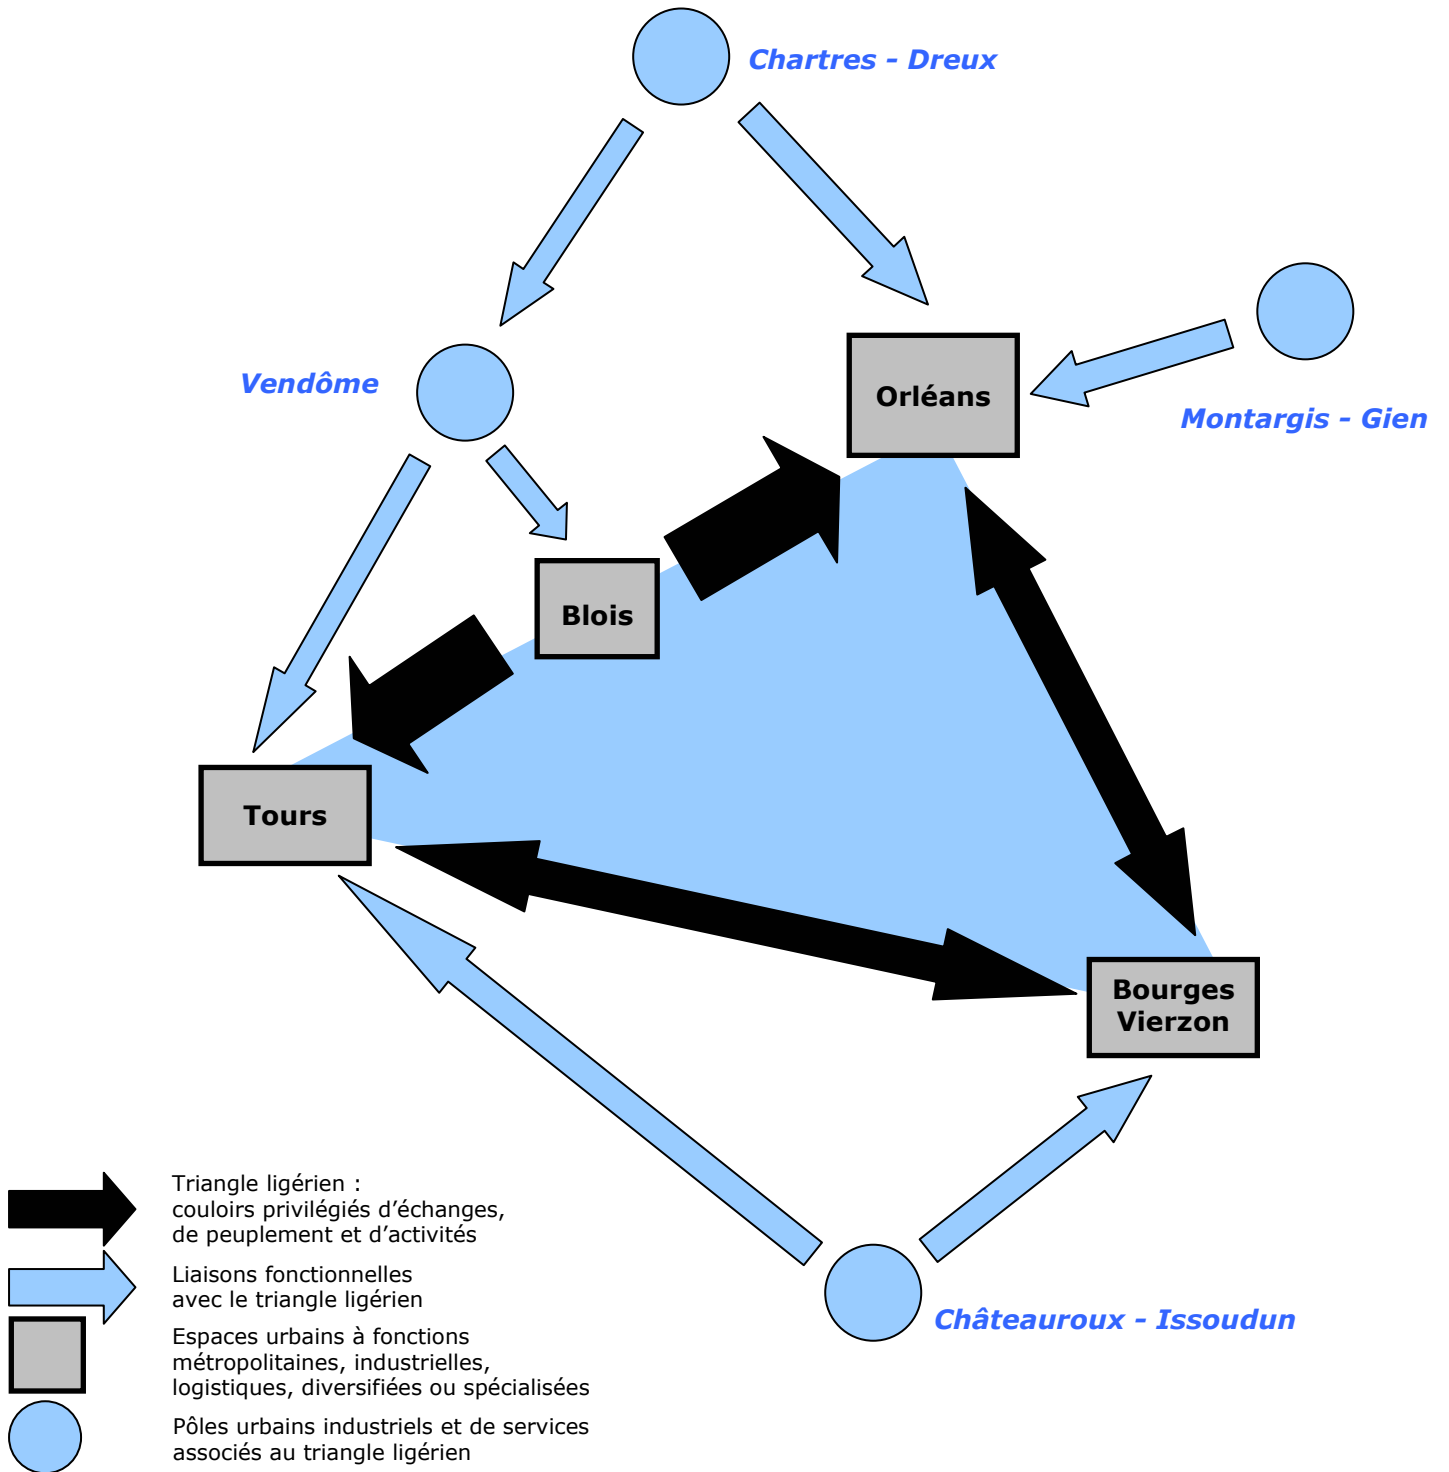 Chartres – Dreux
Vendôme
Orléans
Montargis – Gien
Blois
Tours
Bourges
Vierzon
Châteauroux – Issoudun
Triangle ligérien :
couloirs privilégiés d’échanges,
de peuplement et d’activités
Liaisons fonctionnelles
avec le triangle ligérien
Espaces urbains à fonctions
métropolitaines, industrielles,
logistiques, diversifiées ou spécialisées
Pôles urbains industriels et de services
associés au triangle ligérien